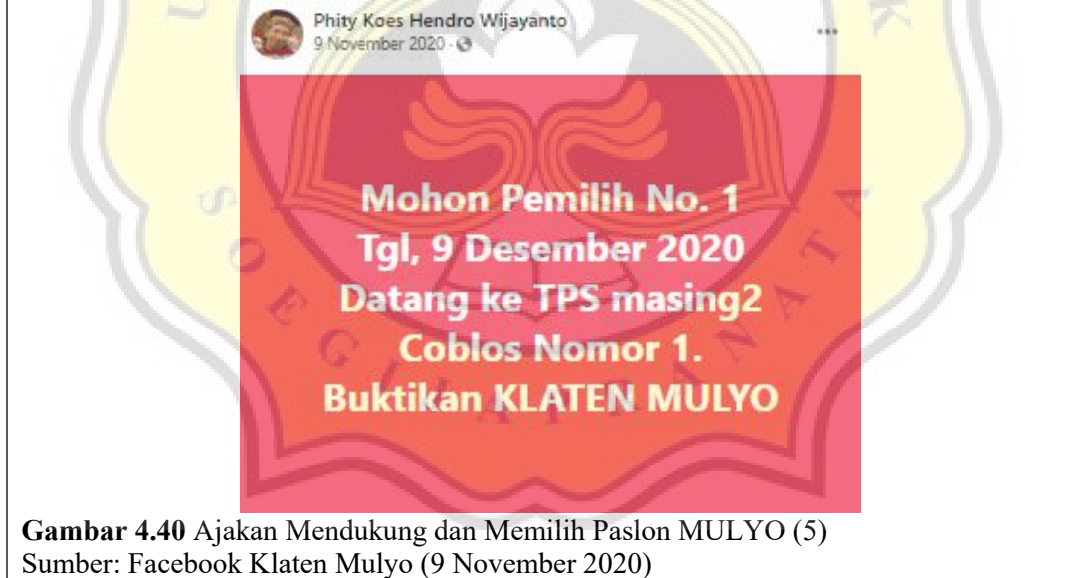 Phity Koes Hendro Wijayanto
9 November 2020
Mohon Pemilih No. 1
Tgl, 9 Desember 2020
Datang ke TPS masing2
Coblos Nomor 1.
Buktikan KLATEN MULYO
SOEGIJAPRANATA
Gambar 4.40 Ajakan Mendukung dan Memilih Paslon MULYO (5)
Sumber: Facebook Klaten Mulyo (9 November 2020)